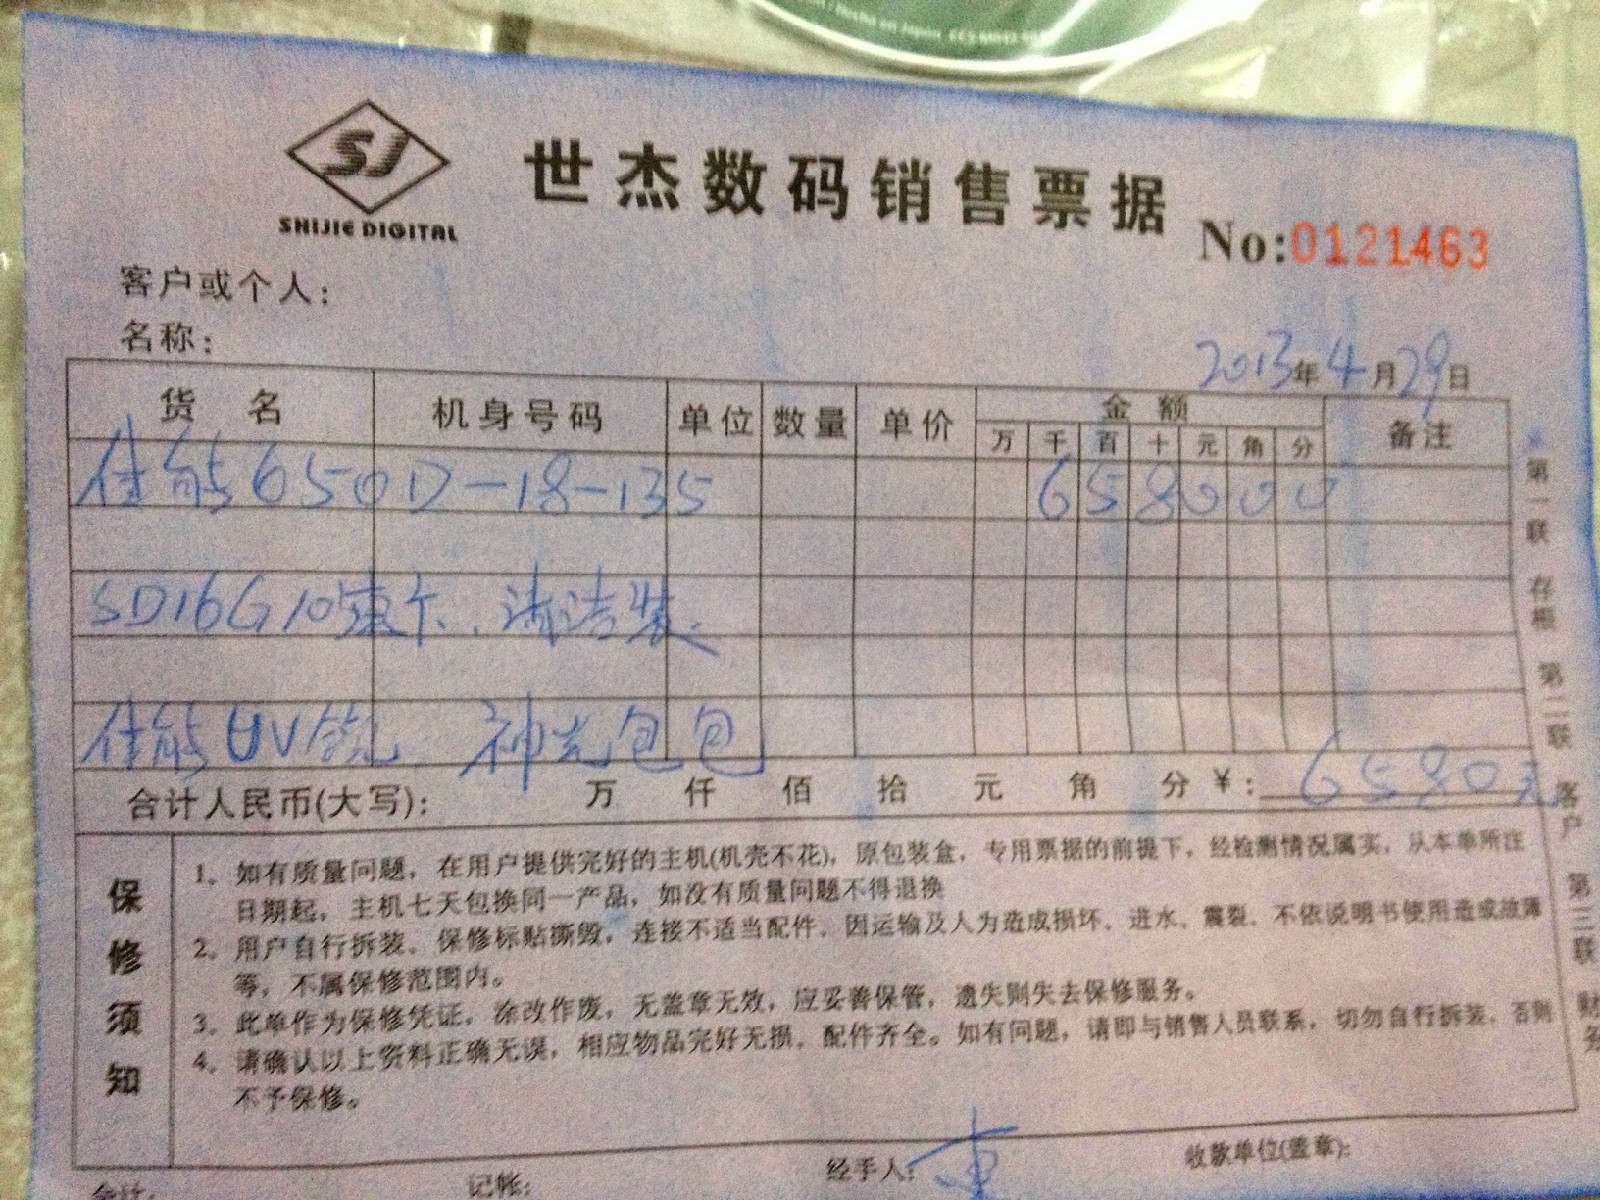 SJ
SHIJIE DIGITAL
世杰数码销售票据
No:0121463
客户或个人:
名称:
2013年4月29日
货名 机身号码 单位 数量 单价 金额 备注
万 千 百 十 元 角 分
佳能650D-18-135 658000
SD16G10速卡、清洁装
佳能UV镜 神光包包
合计人民币(大写): 万 仟 佰 拾 元 角 分 ¥: 6580元
保修须知
1、如有质量问题，在用户提供完好的主机(机壳不花)，原包装盒，专用票据的前提下，经检测情况属实，从本单所注
日期起，主机七天包换同一产品，如没有质量问题不得退换
2、用户自行拆装、保修标贴撕毁，连接不适当配件、因运输及人为造成损坏、进水、震裂、不依说明书使用造成故障
等，不属保修范围内。
3、此单作为保修凭证，涂改作废，无盖章无效，应妥善保管，遗失则失去保修服务。
4、请确认以上资料正确无误，相应物品完好无损，配件齐全。如有问题，请即与销售人员联系，切勿自行拆装，否则
不予保修。
第一联 存根 第二联 客户 第三联 财务
会计: 记帐: 经手人: 收款单位(盖章):